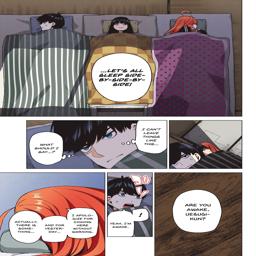 ...LET'S ALL
SLEEP SIDE-
BY-SIDE-BY-
SIDE!
I CAN'T
LEAVE
THINGS
LIKE
THIS...
WHAT
SHOULD I
SAY...?
ARE YOU
AWAKE,
UESUGI-
KUN?
!
YEAH. I'M
AWAKE.
I APOLO-
GIZE FOR
COMING
HERE
WITHOUT
WARNING,
AND FOR
YESTER-
DAY...
ACTUALLY,
THERE IS
SOME-
THING...